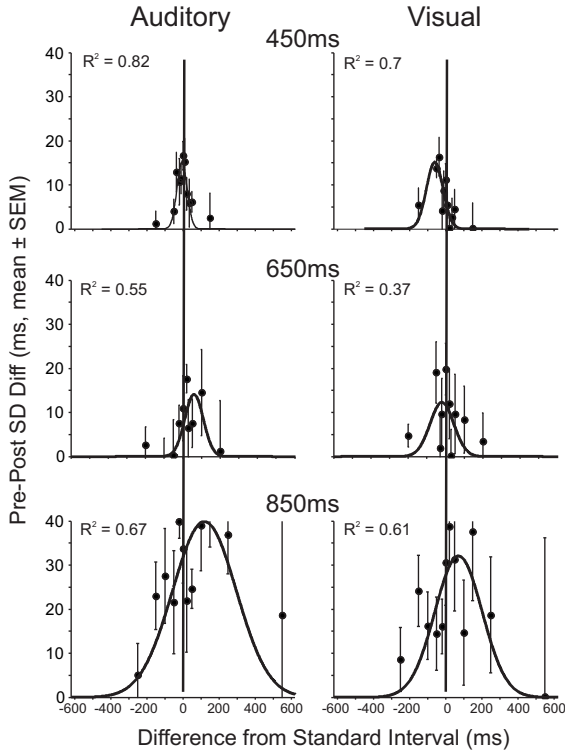 Auditory Visual
450ms
R² = 0.82 R² = 0.7
40
30
20
10
0
650ms
R² = 0.55 R² = 0.37
40
30
20
10
0
850ms
R² = 0.67 R² = 0.61
40
30
20
10
0
-600 -400 -200 0 200 400 600 -600 -400 -200 0 200 400 600
Pre-Post SD Diff (ms, mean ± SEM)
Difference from Standard Interval (ms)